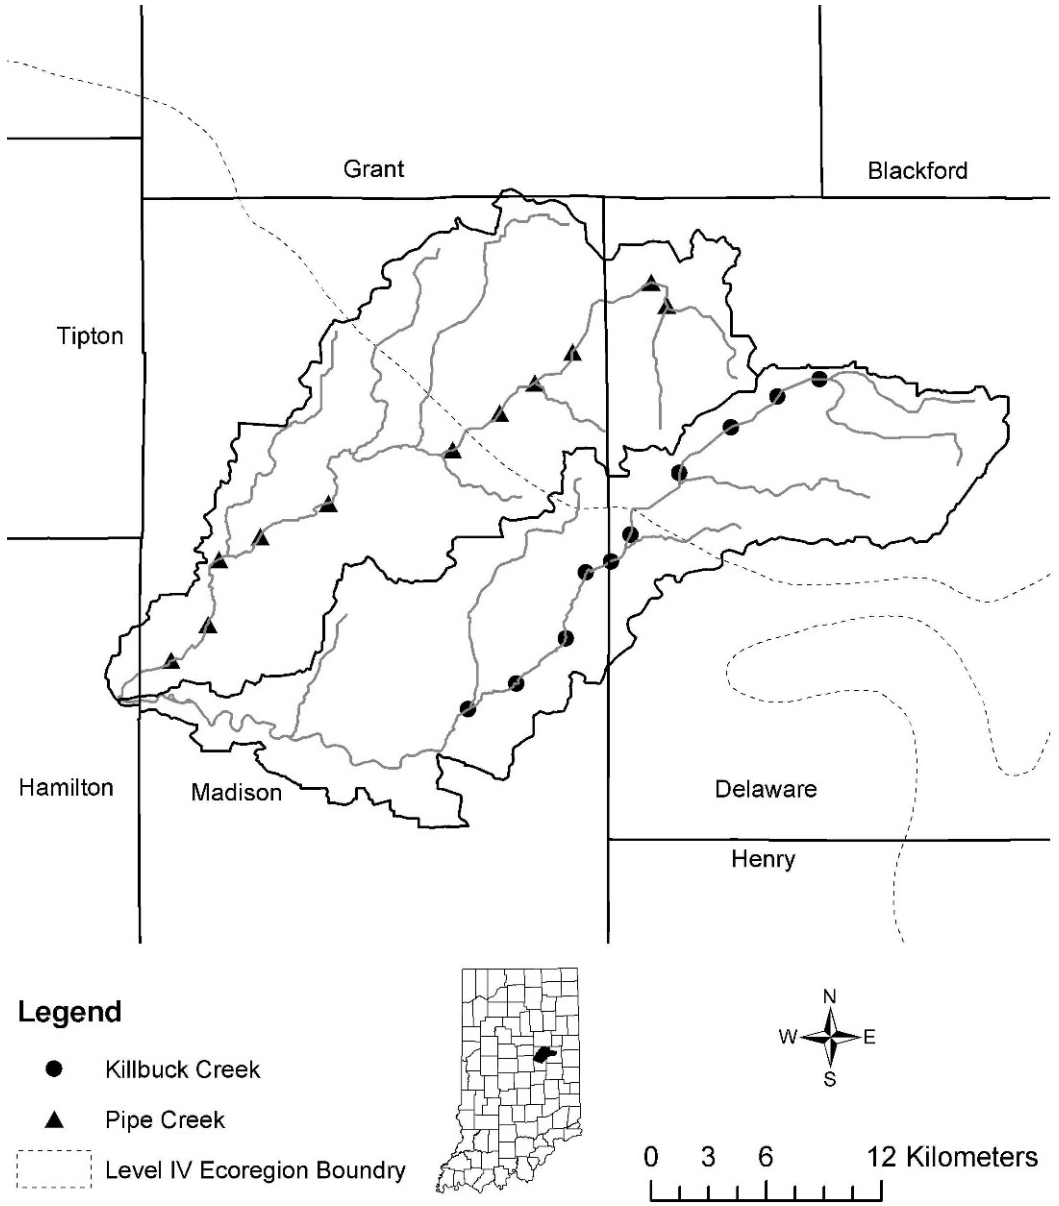 Grant
Blackford
Tipton
Hamilton
Madison
Delaware
Henry
Legend
Killbuck Creek
Pipe Creek
Level IV Ecoregion Boundry
N
W E
S
0 3 6 12 Kilometers